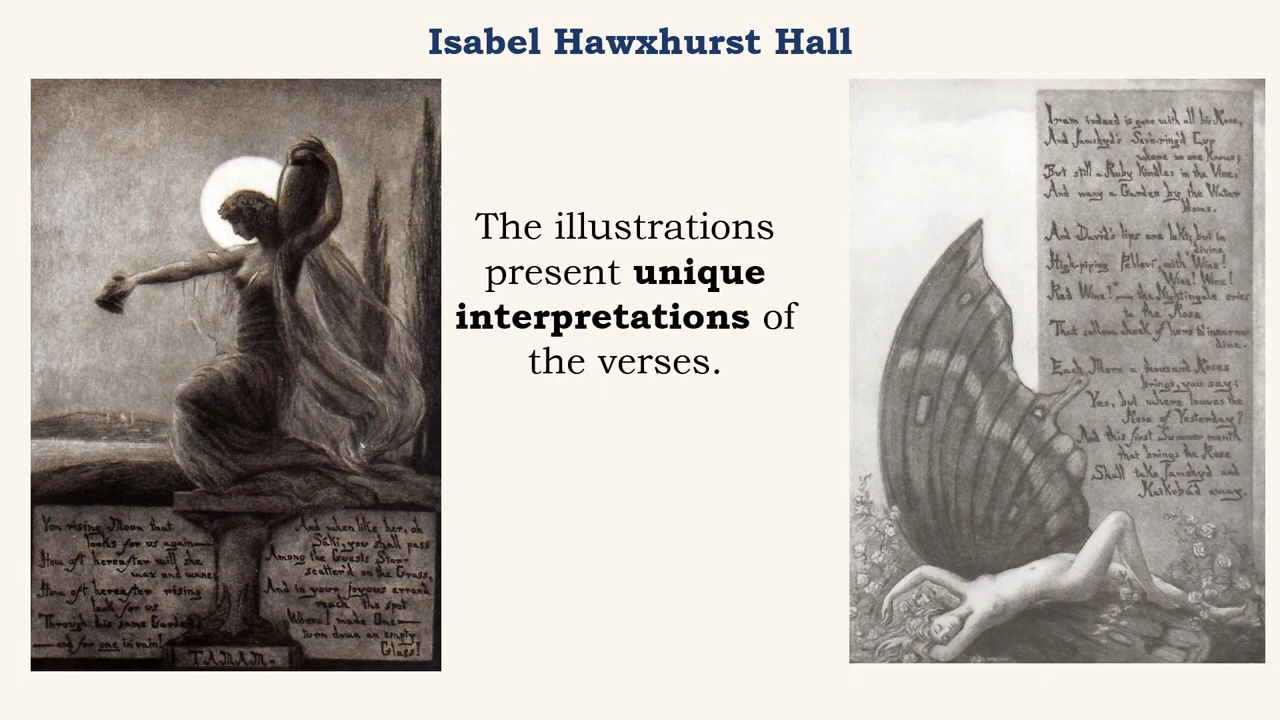 Isabel Hawxhurst Hall
You rising Moon that
looks for us again—
How oft hereafter will she
wax and wane;
How oft hereafter rising
look for us
Through this same Garden
—and for one in vain!
And when like her, oh
Sákí, you shall pass
Among the Guests Star-
scatter'd on the Grass,
And in your joyous errand
reach the spot
Where I made One—
turn down an empty
Glass!
TAMAM.
The illustrations
present unique
interpretations of
the verses.
Iram indeed is gone with all his Rose,
And Jamshyd's Sev'n-ring'd Cup
where no one Knows;
But still a Ruby kindles in the Vine,
And many a Garden by the Water
blows.
And David's lips are lockt; but in
divine
High-piping Pehlevi, with "Wine!
Wine! Wine!
Red Wine!"— the Nightingale cries
to the Rose
That sallow cheek of hers to incarna-
dine.
Each Morn a thousand Roses
brings, you say;
Yes, but where leaves the
Rose of Yesterday?
And this first Summer month
that brings the Rose
Shall take Jamshyd and
Kaikobád away.